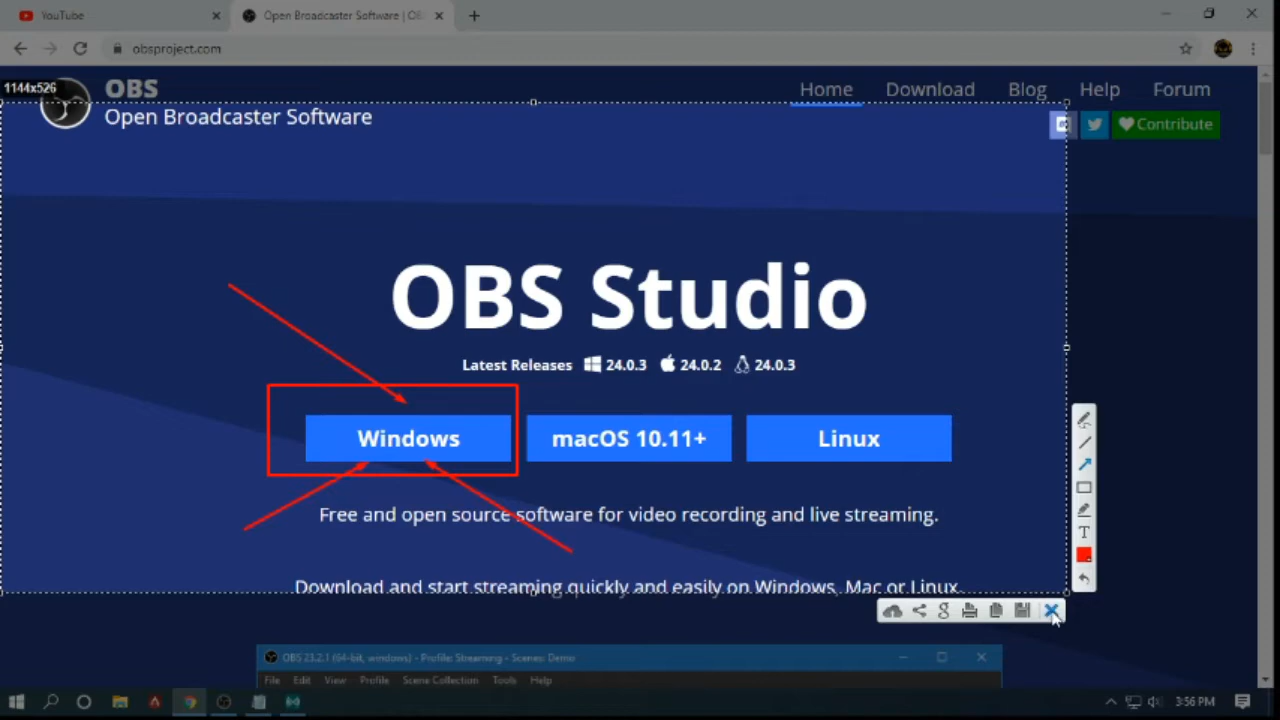 YouTube
Open Broadcaster Software | OB
obsproject.com
1144x526
OBS
Open Broadcaster Software
Home Download Blog Help Forum
Contribute
OBS Studio
Latest Releases 24.0.3 24.0.2 24.0.3
Windows macOS 10.11+ Linux
Free and open source software for video recording and live streaming.
Download and start streaming quickly and easily on Windows, Mac or Linux.
T
g
OBS 23.2.1 (64-bit, windows) - Profile: Streaming - Scenes: Demo
File Edit View Profile Scene Collection Tools Help
3:56 PM